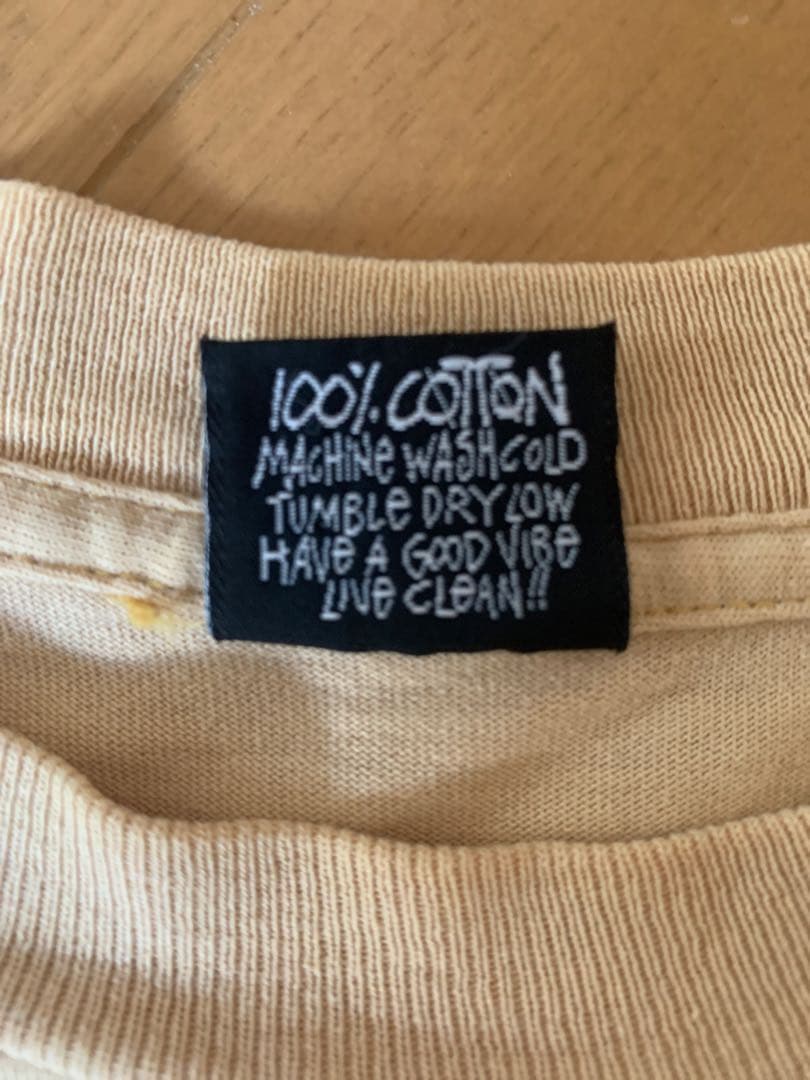 100% COTTON
MACHINE WASH COLD
TUMBLE DRY LOW
HAVE A GOOD VIBE
LIVE CLEAN!!